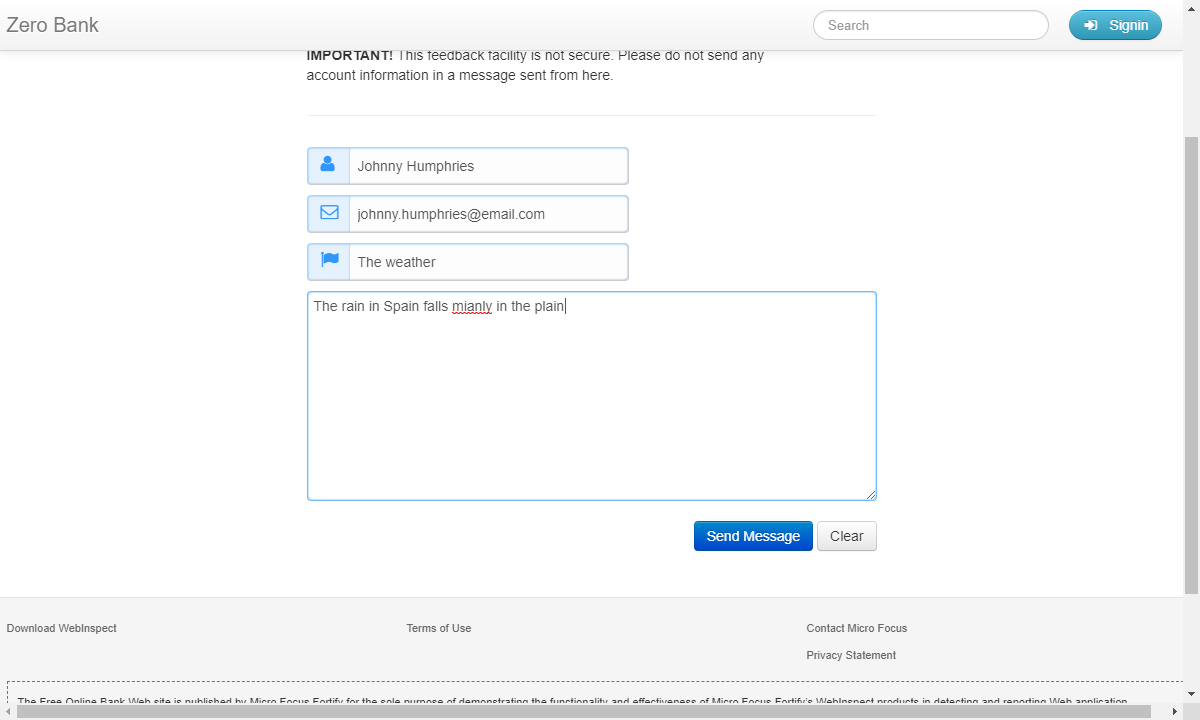 Zero Bank
Search
Signin
IMPORTANT! This feedback facility is not secure. Please do not send any
account information in a message sent from here.
Johnny Humphries
johnny.humphries@email.com
The weather
The rain in Spain falls mianly in the plain
Send Message
Clear
Download WebInspect
Terms of Use
Contact Micro Focus
Privacy Statement
The Free Online Bank Web site is published by Micro Focus Fortify for the sole purpose of demonstrating the functionality and effectiveness of Micro Focus Fortify's WebInspect products in detecting and reporting Web application